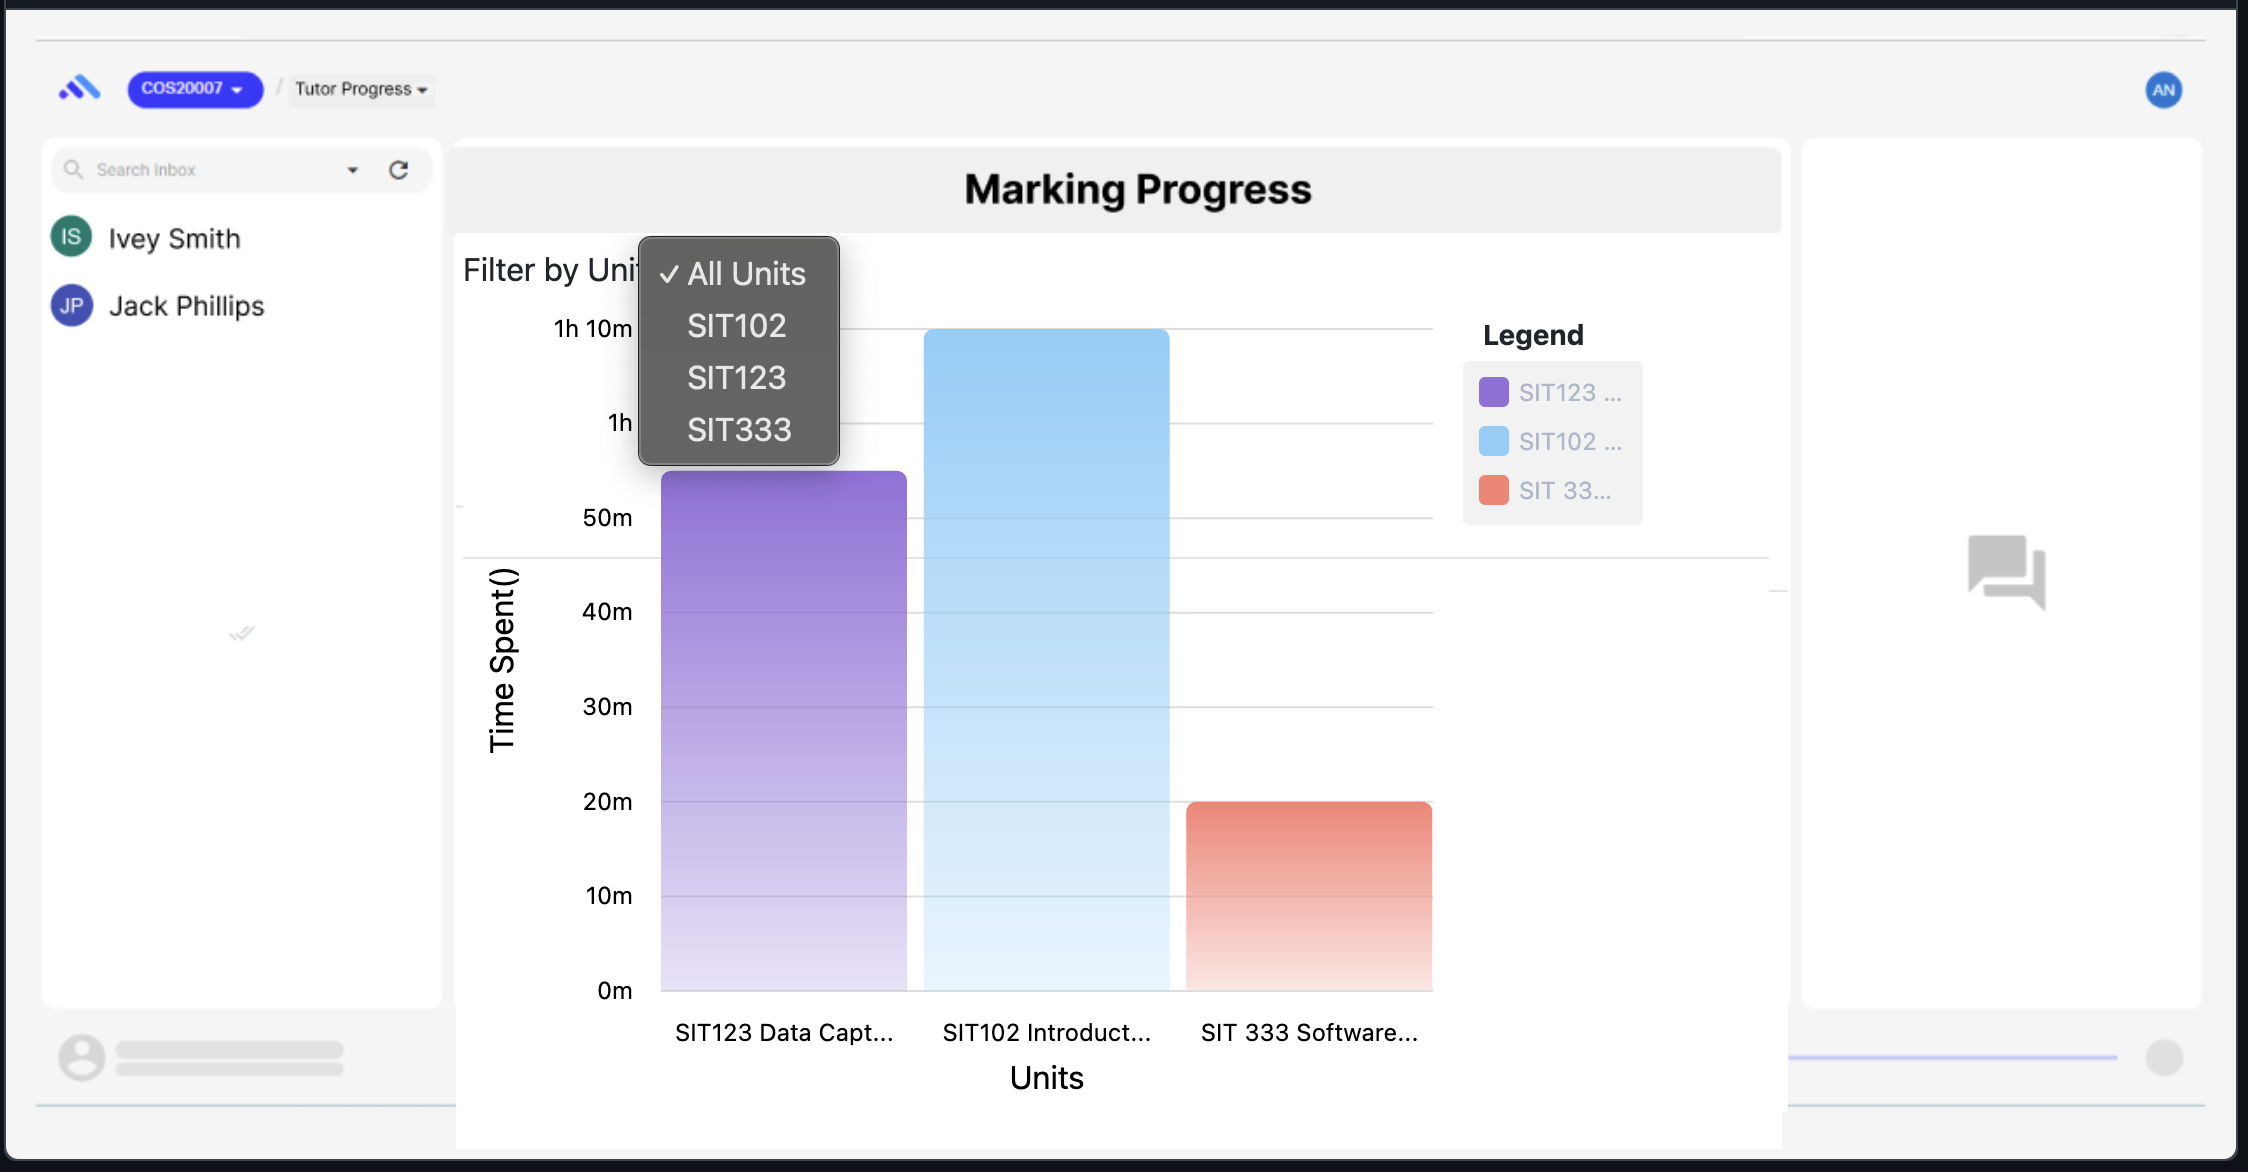 COS20007 / Tutor Progress
AN
Search Inbox
IS Ivey Smith
JP Jack Phillips
Marking Progress
Filter by Uni
✓ All Units
SIT102
SIT123
SIT333
1h 10m
1h
50m
40m
30m
20m
10m
0m
Time Spent()
SIT123 Data Capt...
SIT102 Introduct...
SIT 333 Software...
Units
Legend
SIT123 ...
SIT102 ...
SIT 33...